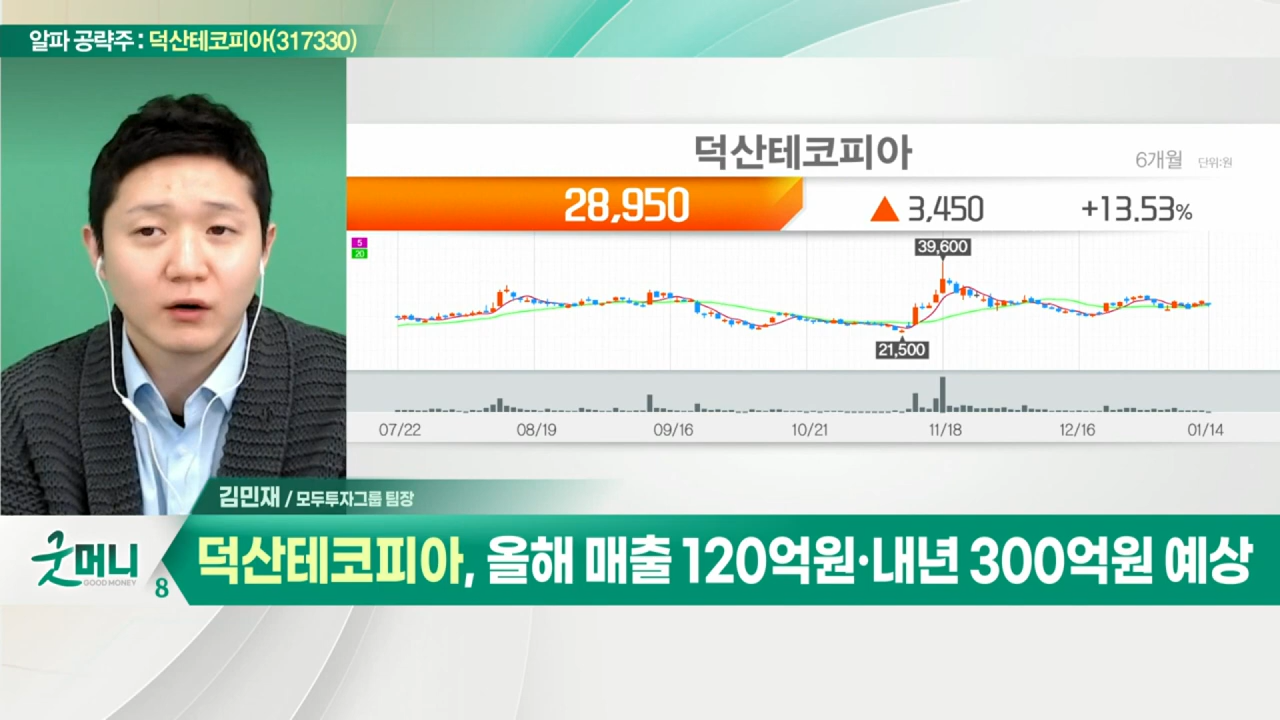 알파 공략주 : 덕산테코피아(317330)
덕산테코피아
6개월 단위:원
28,950 ▲ 3,450 +13.53%
5
20
39,600
21,500
07/22 08/19 09/16 10/21 11/18 12/16 01/14
김민재 / 모두투자그룹 팀장
굿머니
GOOD MONEY
8
덕산테코피아, 올해 매출 120억원·내년 300억원 예상